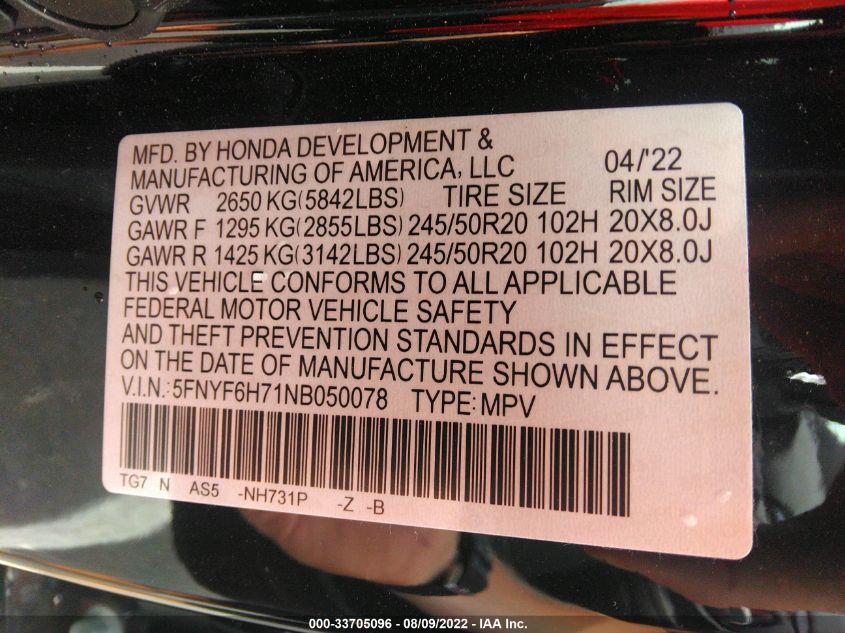 MFD. BY HONDA DEVELOPMENT &
MANUFACTURING OF AMERICA, LLC 04/'22
GVWR 2650 KG(5842LBS) TIRE SIZE RIM SIZE
GAWR F 1295 KG(2855LBS) 245/50R20 102H 20X8.0J
GAWR R 1425 KG(3142LBS) 245/50R20 102H 20X8.0J
THIS VEHICLE CONFORMS TO ALL APPLICABLE
FEDERAL MOTOR VEHICLE SAFETY
AND THEFT PREVENTION STANDARDS IN EFFECT
ON THE DATE OF MANUFACTURE SHOWN ABOVE.
V.I.N.:5FNYF6H71NB050078 TYPE:MPV
TG7 N AS5 -NH731P -Z -B
000-33705096 - 08/09/2022 - IAA Inc.